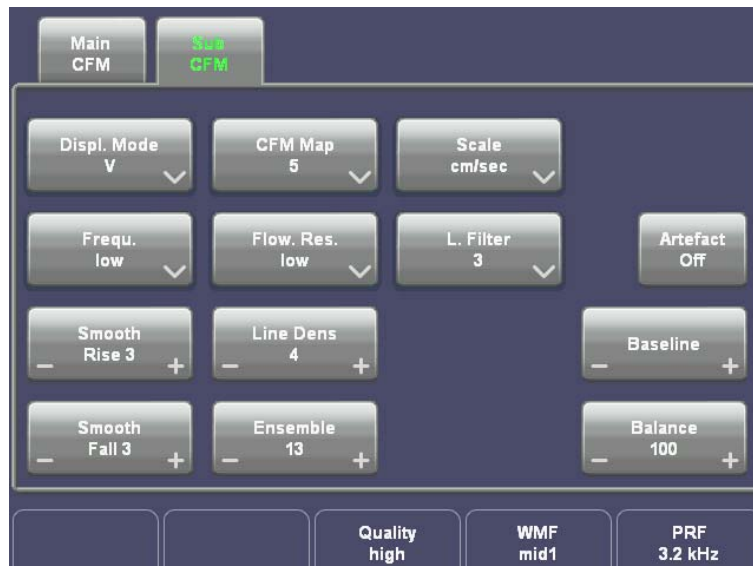 Main
CFM
Sub
CFM
Displ. Mode
V
CFM Map
5
Scale
cm/sec
Frequ.
low
Flow. Res.
low
L. Filter
3
Artefact
Off
Smooth
Rise 3
− +
Line Dens
4
− +
Baseline
− +
Smooth
Fall 3
− +
Ensemble
13
− +
Balance
100
− +
Quality
high
WMF
mid1
PRF
3.2 kHz